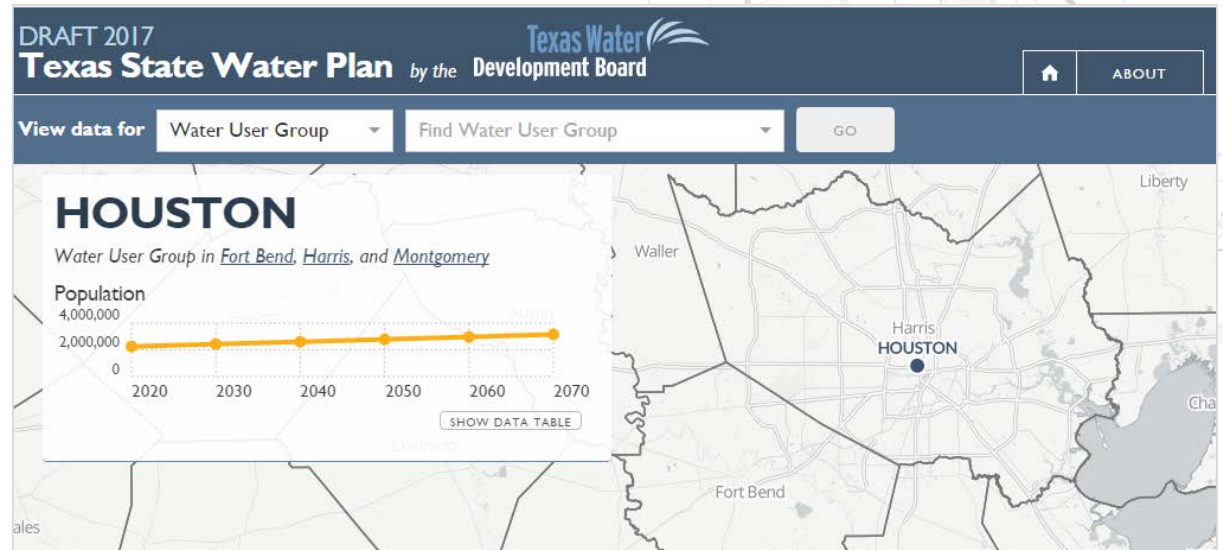 DRAFT 2017
Texas State Water Plan by the
Texas Water
Development Board
ABOUT
View data for Water User Group Find Water User Group GO
HOUSTON
Water User Group in Fort Bend, Harris, and Montgomery
Population
4,000,000
2,000,000
0
2020 2030 2040 2050 2060 2070
SHOW DATA TABLE
Liberty
Waller
Harris
HOUSTON
Cha
Fort Bend
ales